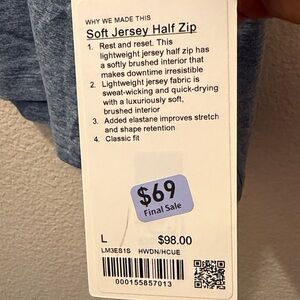 WHY WE MADE THIS
Soft Jersey Half Zip
1. Rest and reset. This
lightweight jersey half zip has
a softly brushed interior that
makes downtime irresistible
2. Lightweight jersey fabric is
sweat-wicking and quick-drying
with a luxuriously soft,
brushed interior
3. Added elastane improves stretch
and shape retention
4. Classic fit
$69
Final Sale
L $98.00
LM3ES1S HWDN/HCUE
000155857013